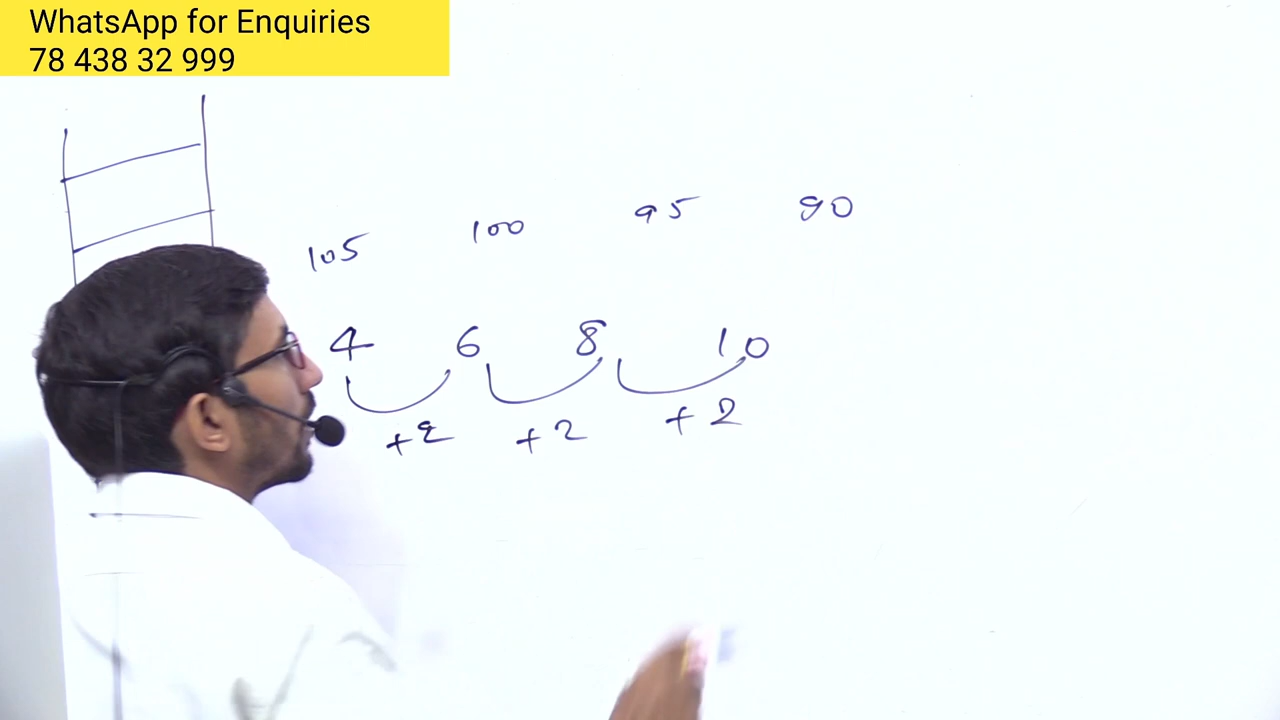 WhatsApp for Enquiries
78 438 32 999
105 100 95 90
4 6 8 10
+2 +2 +2